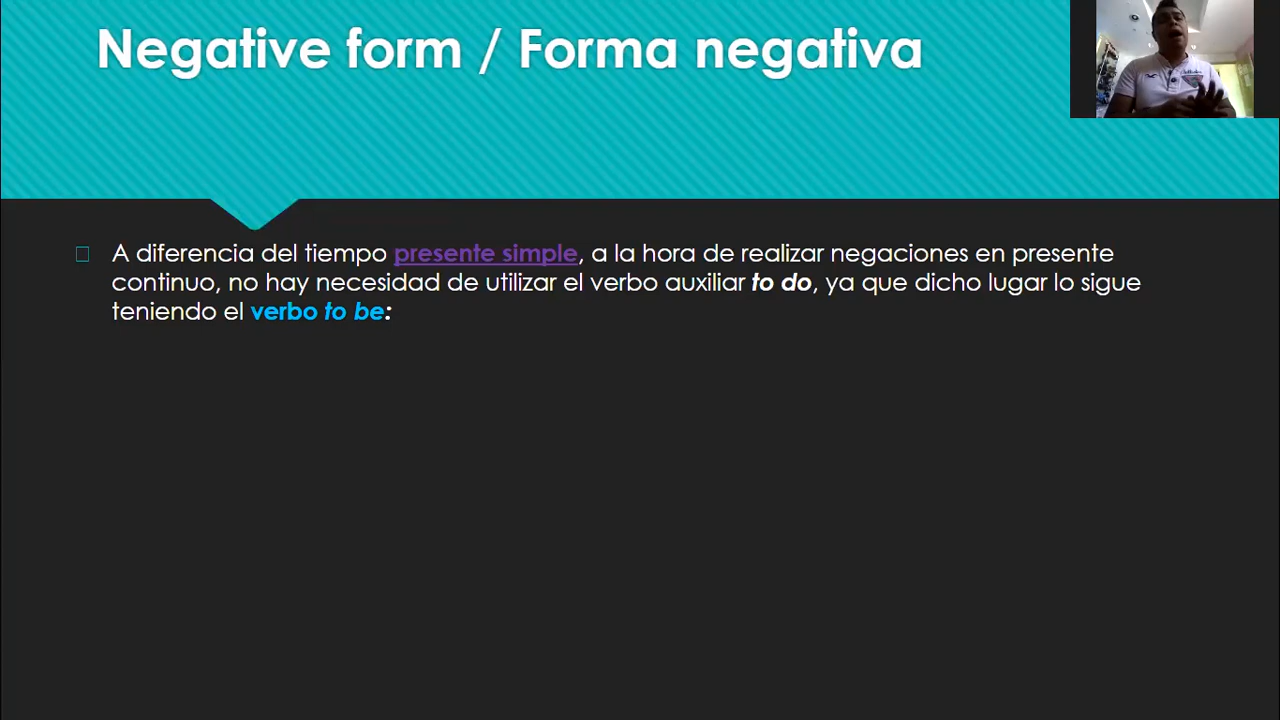 Negative form / Forma negativa
A diferencia del tiempo presente simple, a la hora de realizar negaciones en presente
continuo, no hay necesidad de utilizar el verbo auxiliar to do, ya que dicho lugar lo sigue
teniendo el verbo to be: